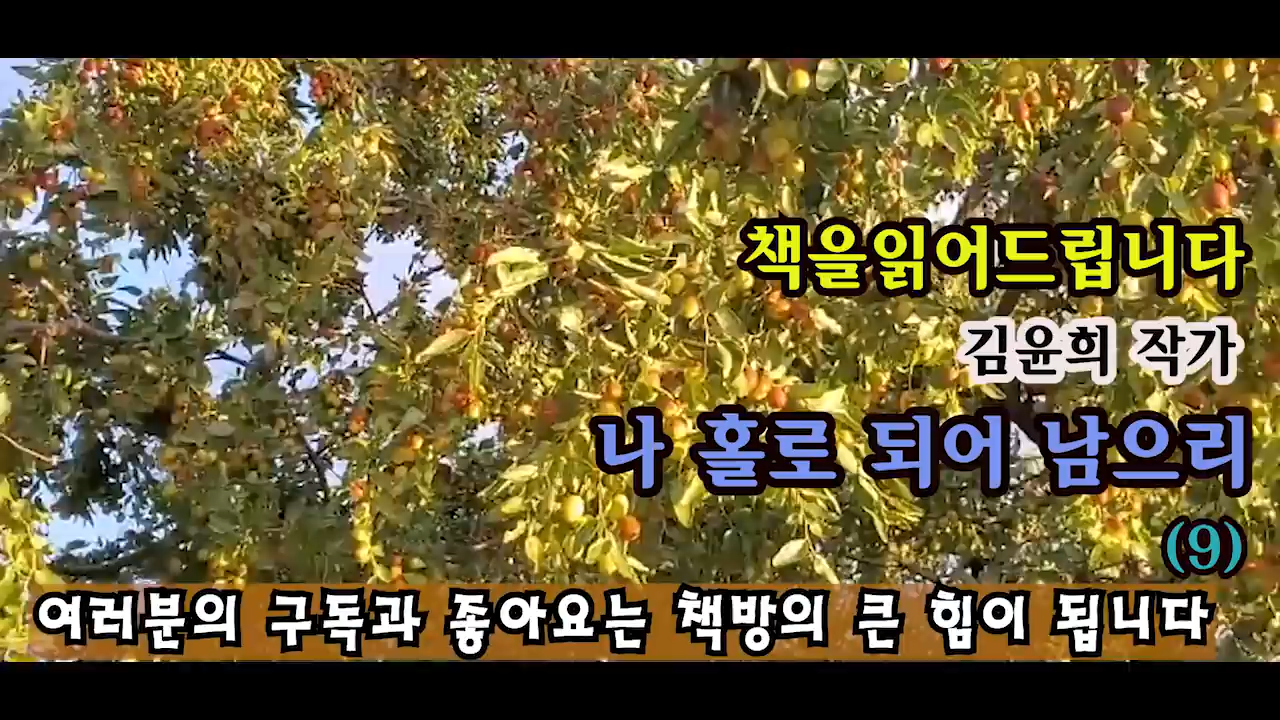 책을읽어드립니다
김윤희 작가
나 홀로 되어 남으리
(9)
여러분의 구독과 좋아요는 책방의 큰 힘이 됩니다